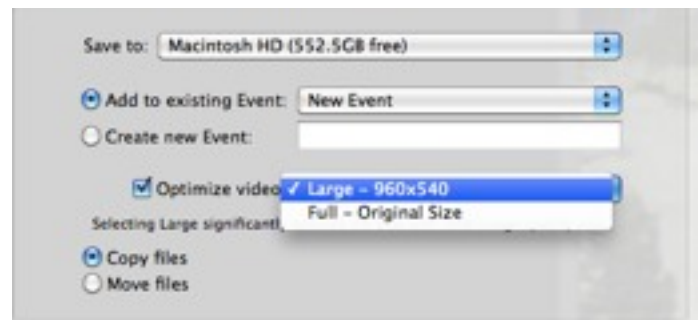 Save to: Macintosh HD (552.5GB free)
Add to existing Event: New Event
Create new Event:
Optimize video ✓ Large – 960x540
Full – Original Size
Selecting Large significantl
Copy files
Move files